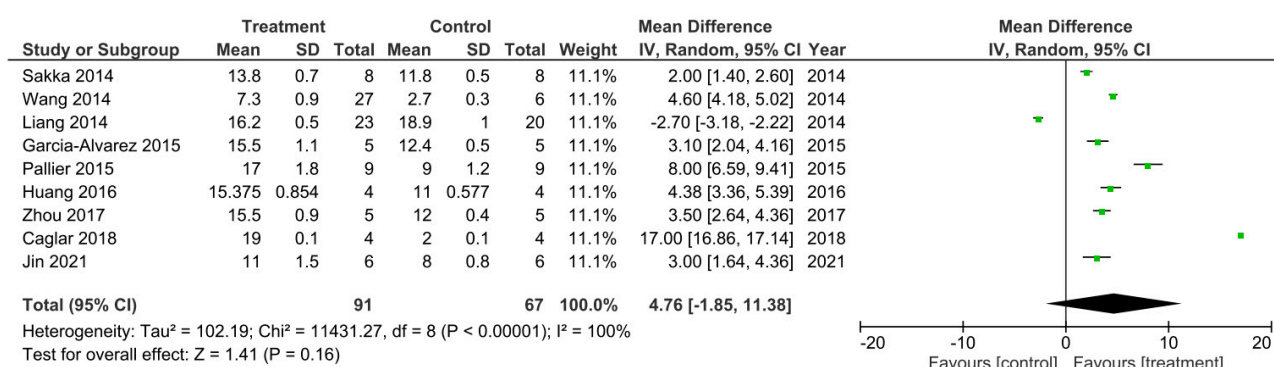 Treatment Control Mean Difference Mean Difference
Study or Subgroup Mean SD Total Mean SD Total Weight IV, Random, 95% CI Year IV, Random, 95% CI
Sakka 2014 13.8 0.7 8 11.8 0.5 8 11.1% 2.00 [1.40, 2.60] 2014
Wang 2014 7.3 0.9 27 2.7 0.3 6 11.1% 4.60 [4.18, 5.02] 2014
Liang 2014 16.2 0.5 23 18.9 1 20 11.1% -2.70 [-3.18, -2.22] 2014
Garcia-Alvarez 2015 15.5 1.1 5 12.4 0.5 5 11.1% 3.10 [2.04, 4.16] 2015
Pallier 2015 17 1.8 9 9 1.2 9 11.1% 8.00 [6.59, 9.41] 2015
Huang 2016 15.375 0.854 4 11 0.577 4 11.1% 4.38 [3.36, 5.39] 2016
Zhou 2017 15.5 0.9 5 12 0.4 5 11.1% 3.50 [2.64, 4.36] 2017
Caglar 2018 19 0.1 4 2 0.1 4 11.1% 17.00 [16.86, 17.14] 2018
Jin 2021 11 1.5 6 8 0.8 6 11.1% 3.00 [1.64, 4.36] 2021
Total (95% CI) 91 67 100.0% 4.76 [-1.85, 11.38]
Heterogeneity: Tau² = 102.19; Chi² = 11431.27, df = 8 (P < 0.00001); I² = 100%
Test for overall effect: Z = 1.41 (P = 0.16)
-20 -10 0 10 20
Favours [control] Favours [treatment]